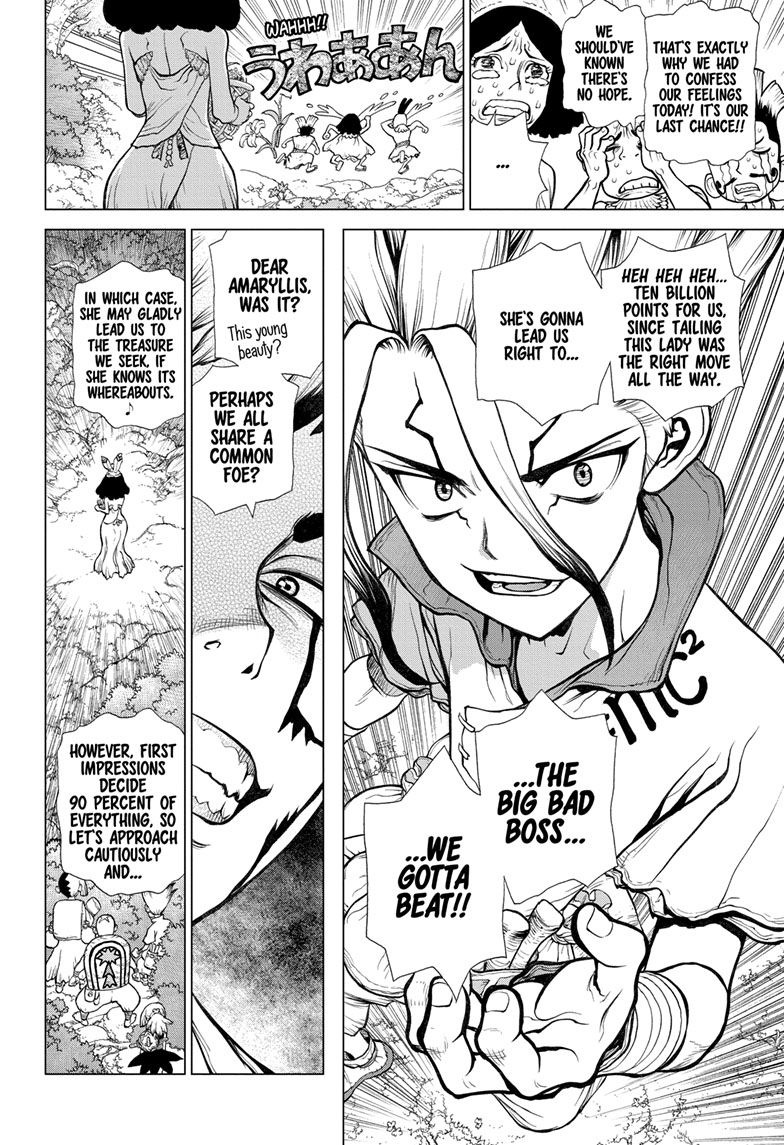 THAT'S EXACTLY
WHY WE HAD
TO CONFESS
OUR FEELINGS
TODAY! IT'S OUR
LAST CHANCE!!
WE
SHOULD'VE
KNOWN
THERE'S
NO HOPE.
...
WAHHH!!
うわああん
HEH HEH HEH...
TEN BILLION
POINTS FOR US,
SINCE TAILING
THIS LADY WAS
THE RIGHT MOVE
ALL THE WAY.
SHE'S GONNA
LEAD US
RIGHT TO...
mc²
...THE
BIG BAD
BOSS...
...WE
GOTTA
BEAT!!
DEAR
AMARYLLIS,
WAS IT?
This young
beauty?
PERHAPS
WE ALL
SHARE A
COMMON
FOE?
IN WHICH CASE,
SHE MAY GLADLY
LEAD US TO
THE TREASURE
WE SEEK, IF
SHE KNOWS ITS
WHEREABOUTS.
♪
HOWEVER, FIRST
IMPRESSIONS
DECIDE
90 PERCENT OF
EVERYTHING, SO
LET'S APPROACH
CAUTIOUSLY
AND...